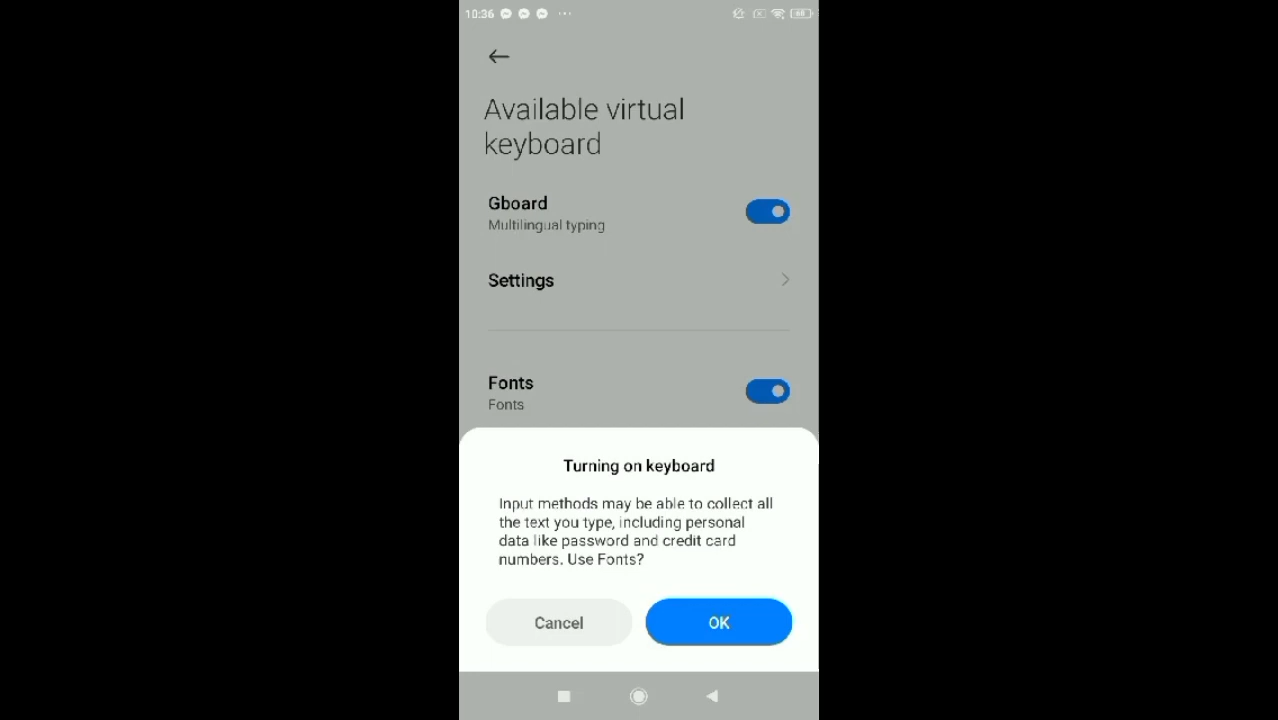 10:36
68
Available virtual
keyboard
Gboard
Multilingual typing
Settings
Fonts
Fonts
Turning on keyboard
Input methods may be able to collect all
the text you type, including personal
data like password and credit card
numbers. Use Fonts?
Cancel
OK